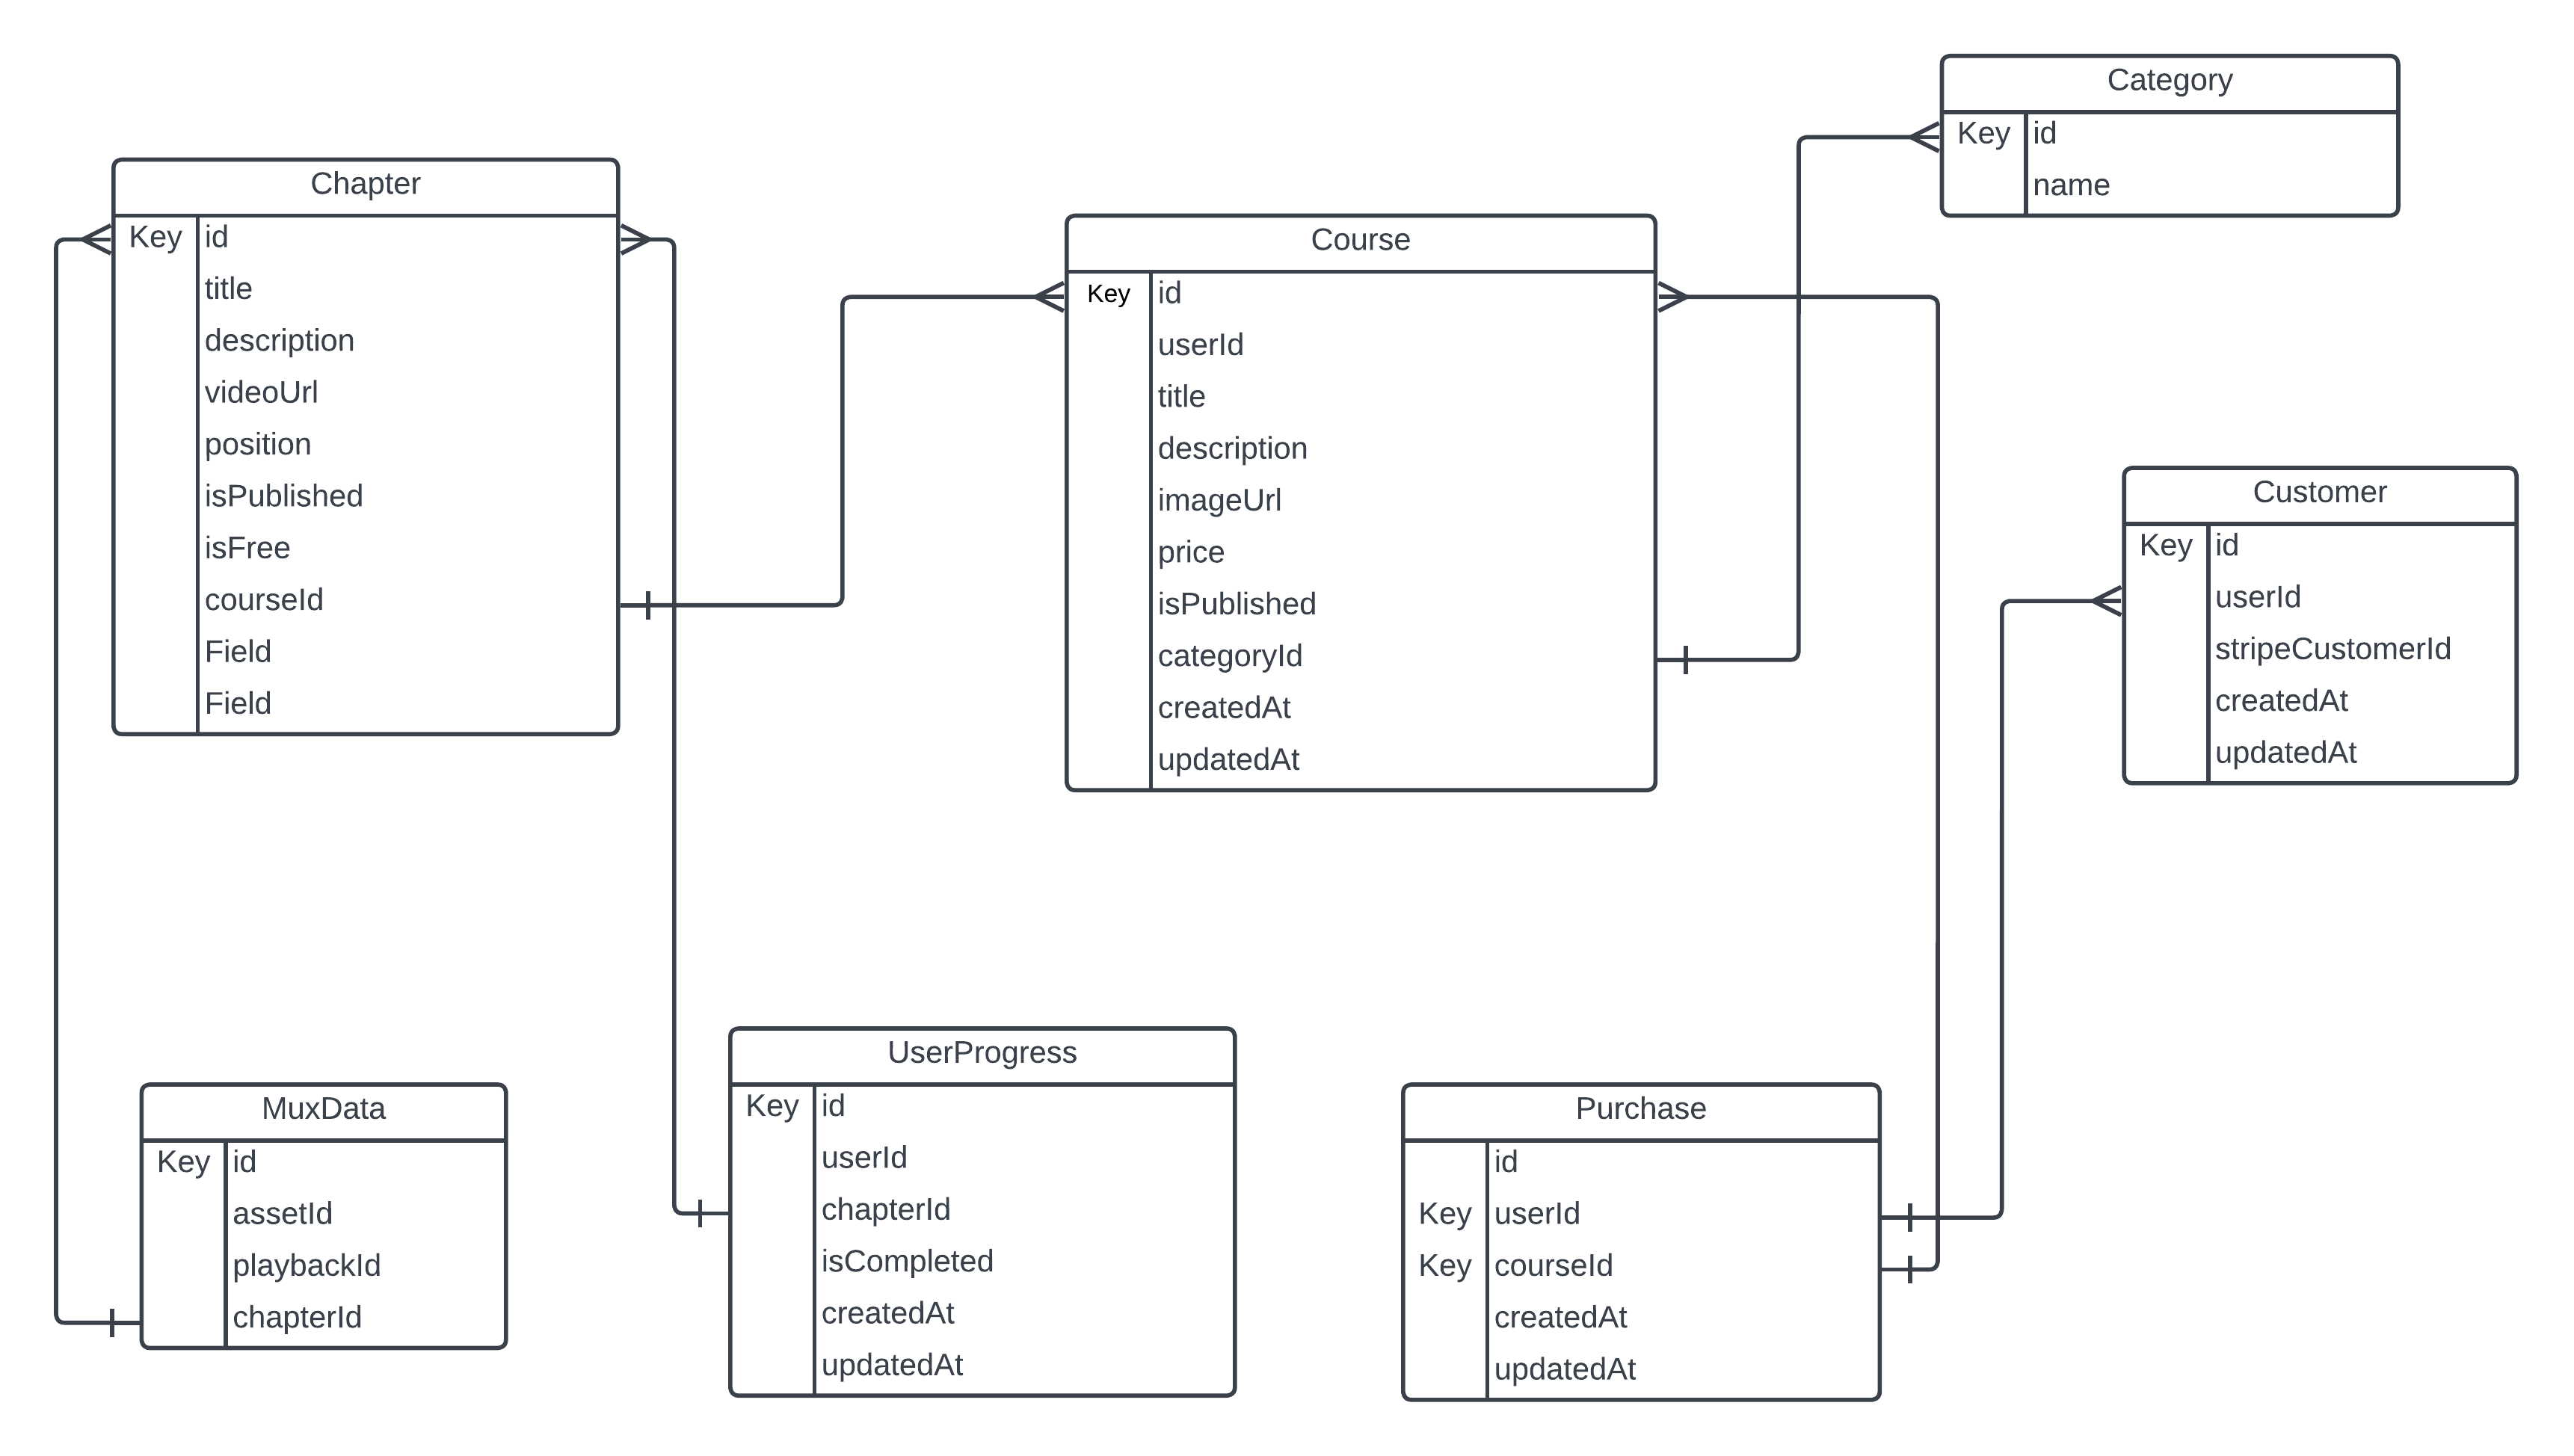 Chapter
Key id
title
description
videoUrl
position
isPublished
isFree
courseId
Field
Field
Course
Key id
userId
title
description
imageUrl
price
isPublished
categoryId
createdAt
updatedAt
Category
Key id
name
Customer
Key id
userId
stripeCustomerId
createdAt
updatedAt
MuxData
Key id
assetId
playbackId
chapterId
UserProgress
Key id
userId
chapterId
isCompleted
createdAt
updatedAt
Purchase
id
Key userId
Key courseId
createdAt
updatedAt